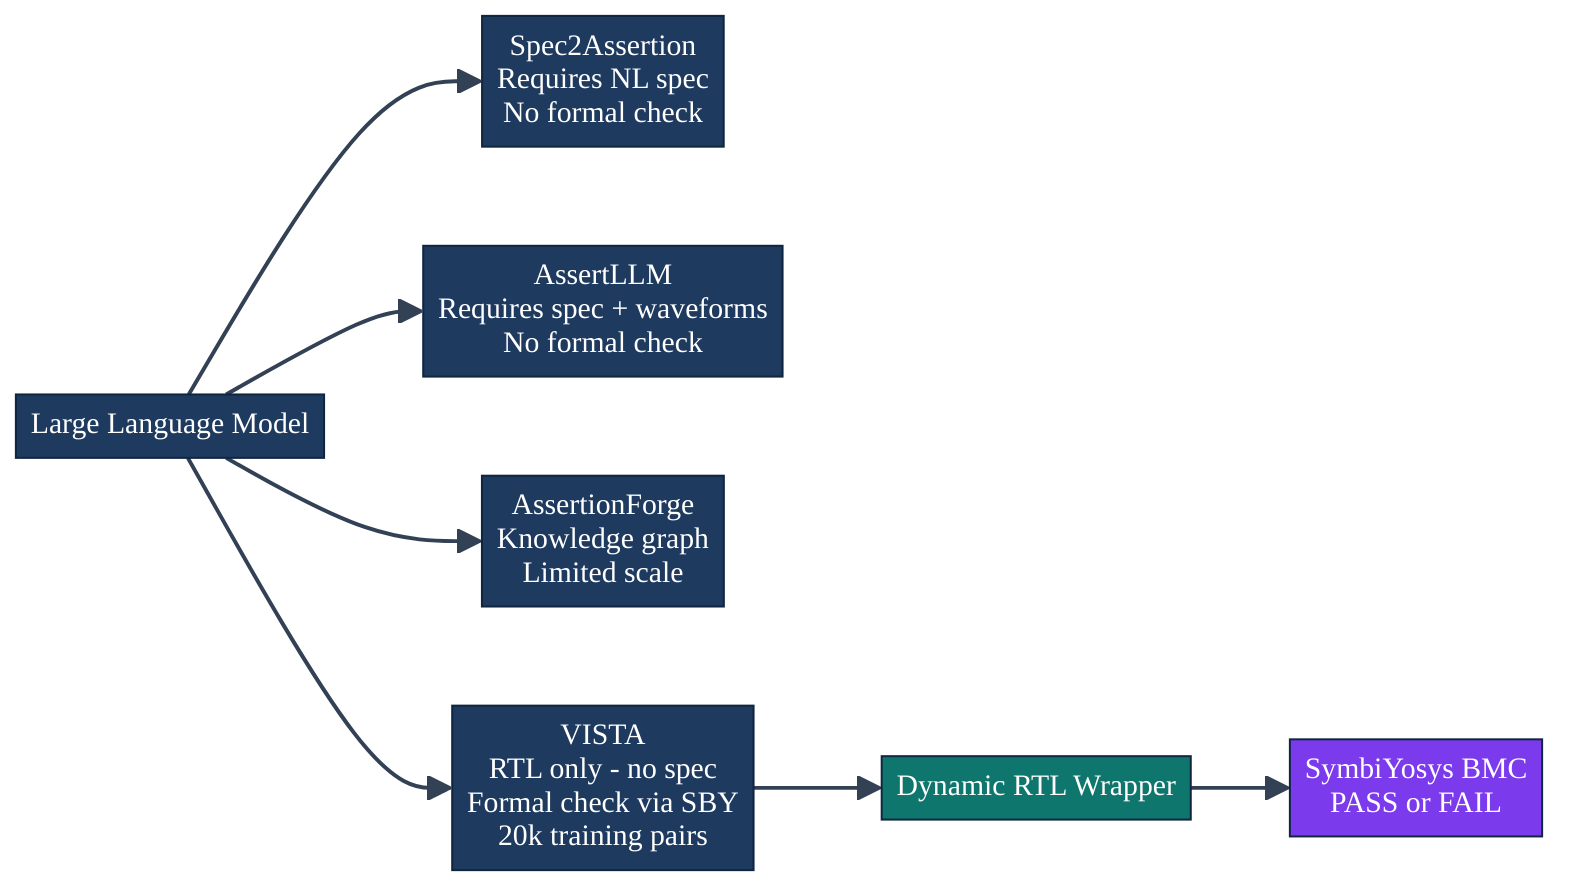 Spec2Assertion
Requires NL spec
No formal check
AssertLLM
Requires spec + waveforms
No formal check
Large Language Model
AssertionForge
Knowledge graph
Limited scale
VISTA
RTL only - no spec
Formal check via SBY
20k training pairs
Dynamic RTL Wrapper
SymbiYosys BMC
PASS or FAIL